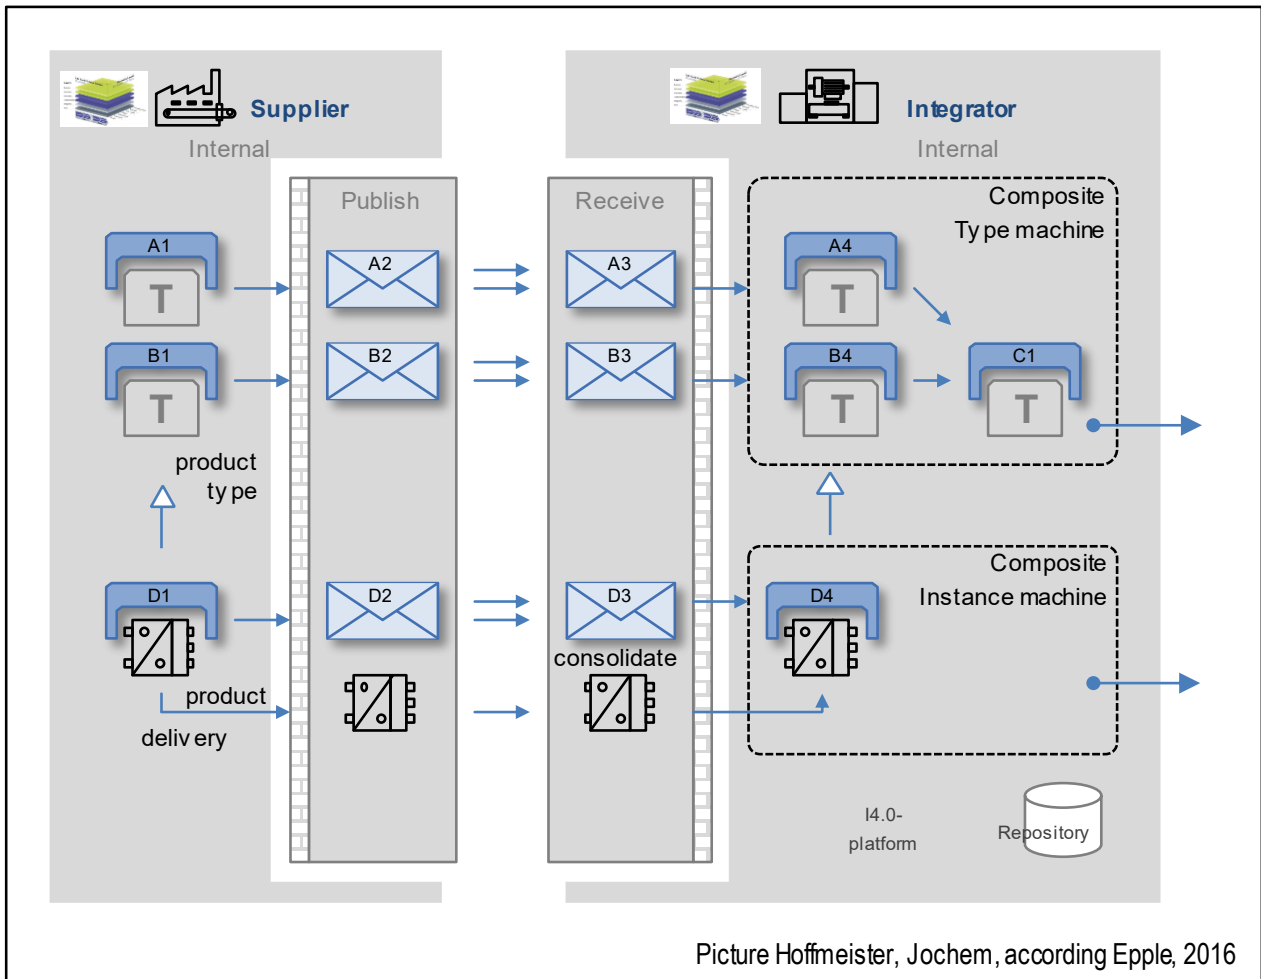 Supplier
Integrator
Internal
Internal
Publish
Receive
Composite
Type machine
A1
A2
A3
A4
T
T
B1
B2
B3
B4
C1
T
T
T
product
type
Composite
Instance machine
D1
D2
D3
D4
consolidate
product
delivery
I4.0-
platform
Repository
Picture Hoffmeister, Jochem, according Epple, 2016